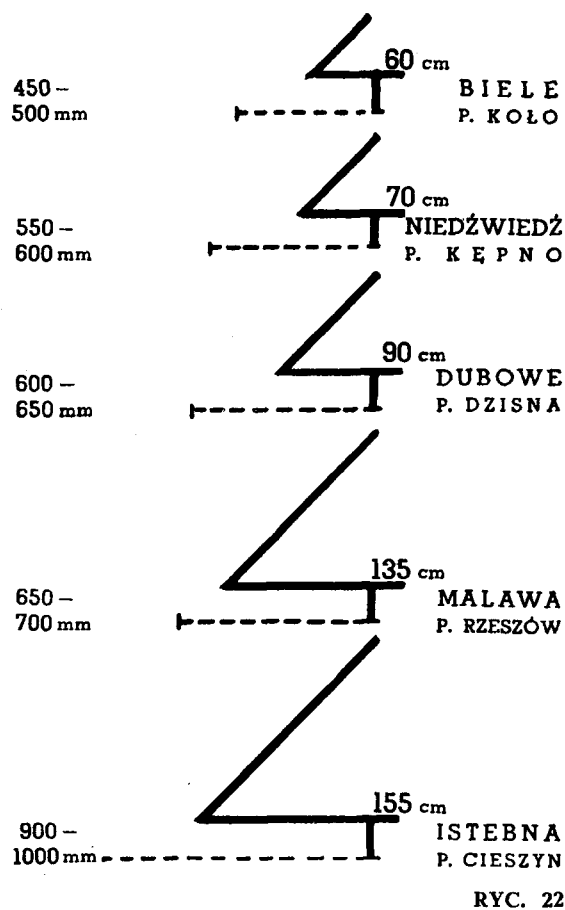 60 cm
450 –
500 mm
BIELE
P. KOŁO
70 cm
550 –
600 mm
NIEDŹWIEDŹ
P. KĘPNO
90 cm
600 –
650 mm
DUBOWE
P. DZISNA
135 cm
650 –
700 mm
MALAWA
P. RZESZÓW
155 cm
900 –
1000 mm
ISTEBNA
P. CIESZYN
RYC. 22